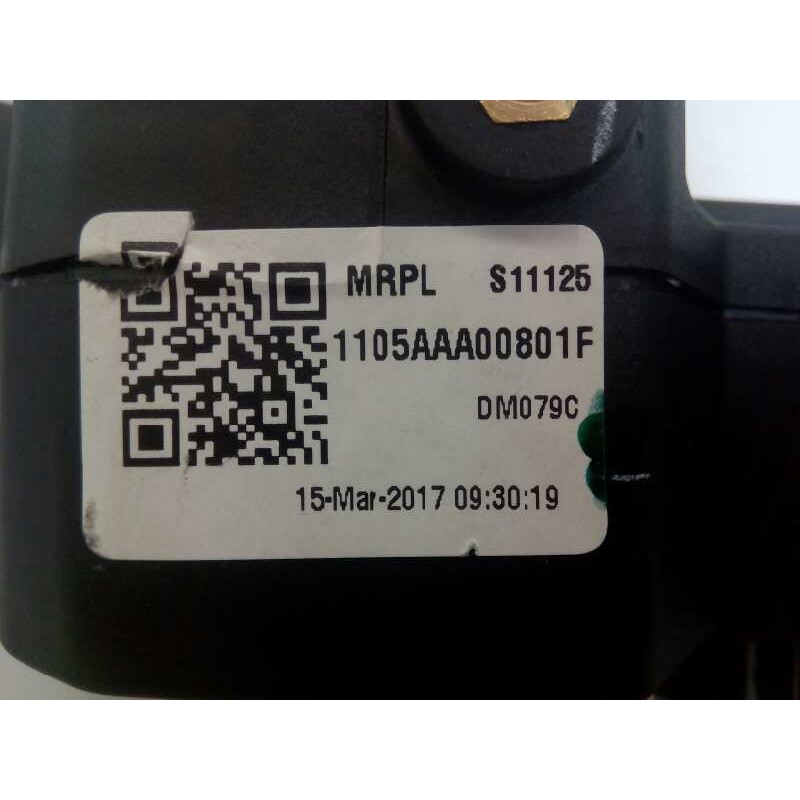 MRPL S11125
1105AAA00801F
DM079C
15-Mar-2017 09:30:19